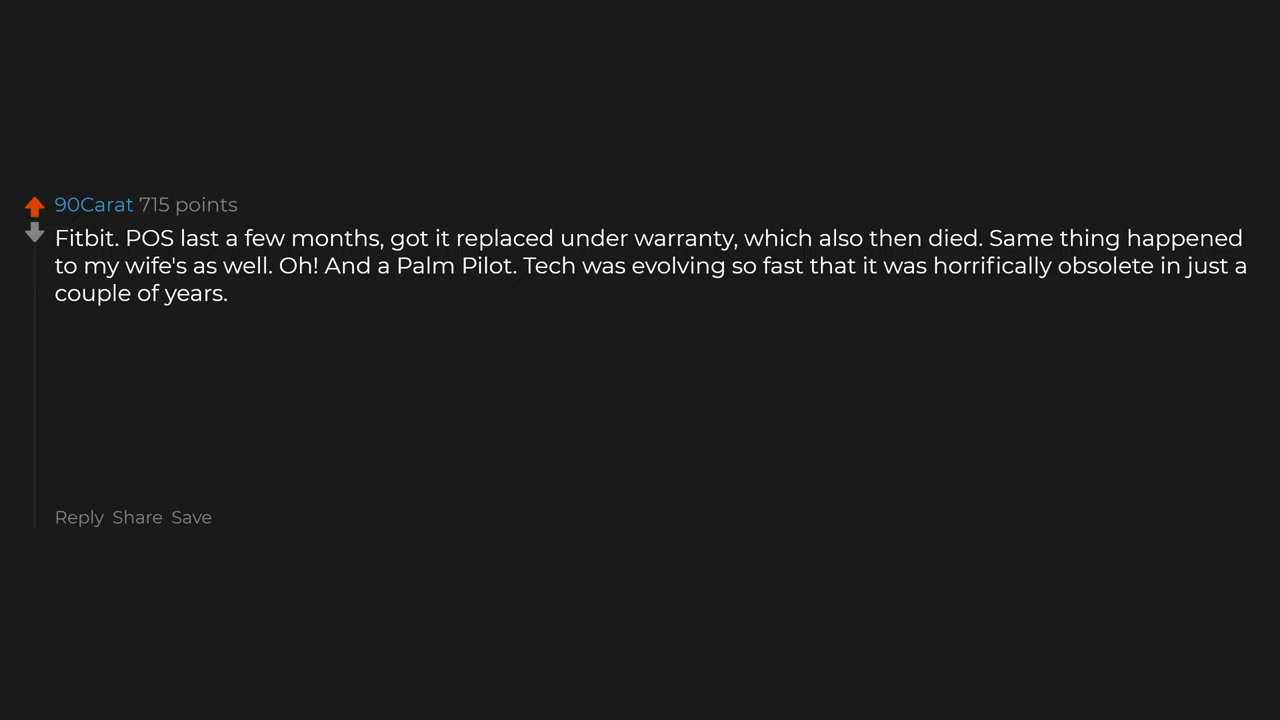 90Carat 715 points
Fitbit. POS last a few months, got it replaced under warranty, which also then died. Same thing happened
to my wife's as well. Oh! And a Palm Pilot. Tech was evolving so fast that it was horrifically obsolete in just a
couple of years.
Reply Share Save